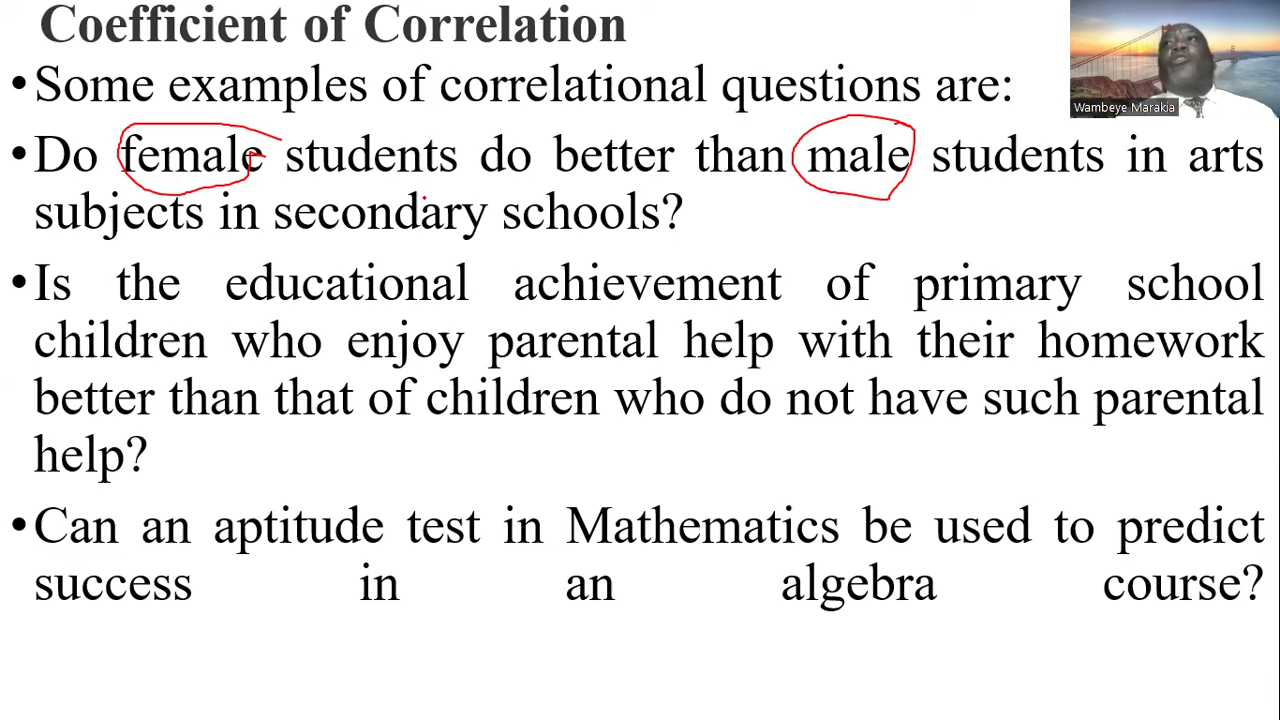 Coefficient of Correlation
•Some examples of correlational questions are:
•Do female students do better than male students in arts
subjects in secondary schools?
•Is the educational achievement of primary school
children who enjoy parental help with their homework
better than that of children who do not have such parental
help?
•Can an aptitude test in Mathematics be used to predict
success in an algebra course?
Wambeye Marakia